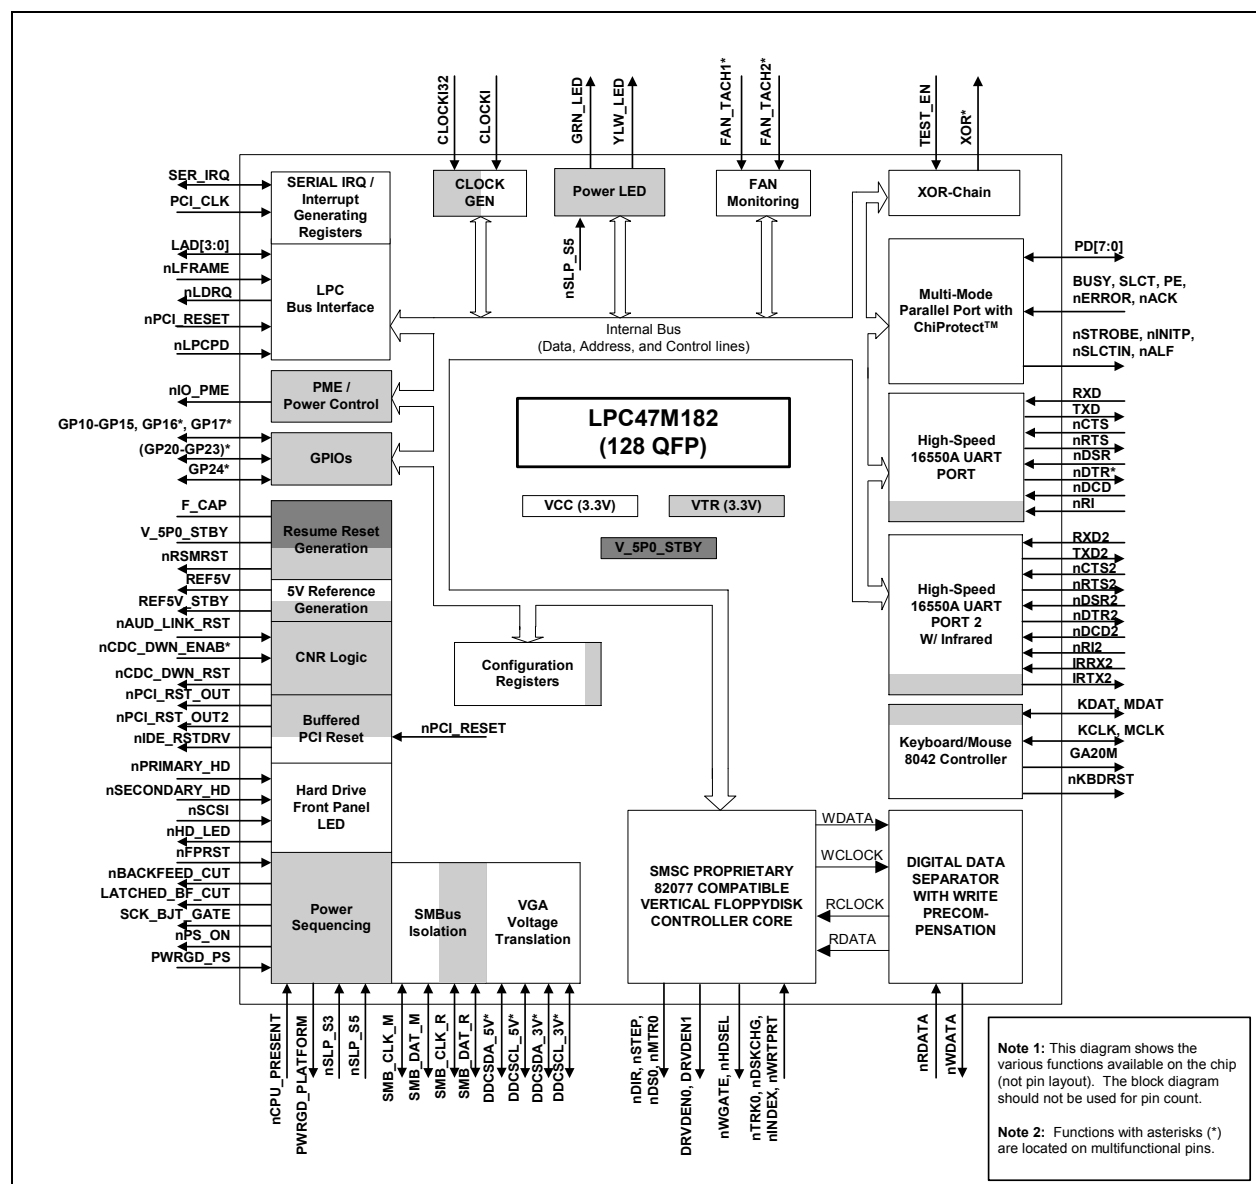 CLOCKI32
CLOCKI
GRN_LED
YLW_LED
FAN_TACH1*
FAN_TACH2*
TEST_EN
XOR*
SER_IRQ
PCI_CLK
LAD[3:0]
nLFRAME
nLDRQ
nPCI_RESET
nLPCPD
nIO_PME
GP10-GP15, GP16*, GP17*
(GP20-GP23)*
GP24*
F_CAP
V_5P0_STBY
nRSMRST
REF5V
REF5V_STBY
nAUD_LINK_RST
nCDC_DWN_ENAB*
nCDC_DWN_RST
nPCI_RST_OUT
nPCI_RST_OUT2
nIDE_RSTDRV
nPRIMARY_HD
nSECONDARY_HD
nSCSI
nHD_LED
nFPRST
nBACKFEED_CUT
LATCHED_BF_CUT
SCK_BJT_GATE
nPS_ON
PWRGD_PS
SERIAL IRQ /
Interrupt
Generating
Registers
LPC
Bus Interface
PME /
Power Control
GPIOs
Resume Reset
Generation
5V Reference
Generation
CNR Logic
Buffered
PCI Reset
nPCI_RESET
Hard Drive
Front Panel
LED
Power
Sequencing
SMBus
Isolation
VGA
Voltage
Translation
CLOCK
GEN
Power LED
nSLP_S5
FAN
Monitoring
XOR-Chain
Internal Bus
(Data, Address, and Control lines)
LPC47M182
(128 QFP)
VCC (3.3V)
VTR (3.3V)
V_5P0_STBY
Configuration
Registers
Multi-Mode
Parallel Port with
ChiProtect™
High-Speed
16550A UART
PORT
High-Speed
16550A UART
PORT 2
W/ Infrared
Keyboard/Mouse
8042 Controller
SMSC PROPRIETARY
82077 COMPATIBLE
VERTICAL FLOPPYDISK
CONTROLLER CORE
WDATA
WCLOCK
RCLOCK
RDATA
DIGITAL DATA
SEPARATOR
WITH WRITE
PRECOM-
PENSATION
PD[7:0]
BUSY, SLCT, PE,
nERROR, nACK
nSTROBE, nINITP,
nSLCTIN, nALF
RXD
TXD
nCTS
nRTS
nDSR
nDTR*
nDCD
nRI
RXD2
TXD2
nCTS2
nRTS2
nDSR2
nDTR2
nDCD2
nRI2
IRRX2
IRTX2
KDAT, MDAT
KCLK, MCLK
GA20M
nKBDRST
nCPU_PRESENT
PWRGD_PLATFORM
nSLP_S3
nSLP_S5
SMB_CLK_M
SMB_DAT_M
SMB_CLK_R
SMB_DAT_R
DDCSDA_5V*
DDCSCL_5V*
DDCSDA_3V*
DDCSCL_3V*
nDIR, nSTEP,
nDS0, nMTR0
DRVDEN0, DRVDEN1
nWGATE, nHDSEL
nTRK0, nDSKCHG,
nINDEX, nWRTPRT
nRDATA
nWDATA
Note 1: This diagram shows the
various functions available on the chip
(not pin layout). The block diagram
should not be used for pin count.
Note 2: Functions with asterisks (*)
are located on multifunctional pins.